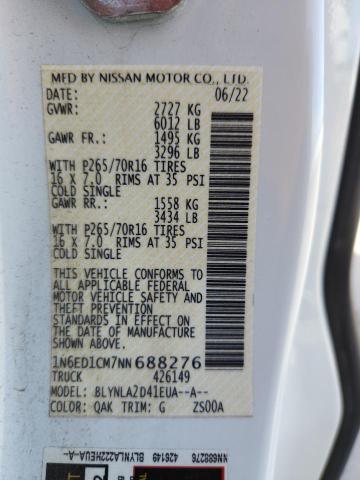 MFD BY NISSAN MOTOR CO., LTD.
DATE: 06/22
GVWR: 2727 KG
6012 LB
GAWR FR.: 1495 KG
3296 LB
WITH P265/70R16 TIRES
16 X 7.0 RIMS AT 35 PSI
COLD SINGLE
GAWR RR.: 1558 KG
3434 LB
WITH P265/70R16 TIRES
16 X 7.0 RIMS AT 35 PSI
COLD SINGLE
THIS VEHICLE CONFORMS TO
ALL APPLICABLE FEDERAL
MOTOR VEHICLE SAFETY AND
THEFT PREVENTION
STANDARDS IN EFFECT ON THE
DATE OF MANUFACTURE
SHOWN ABOVE.
1N6ED1CM7NN688276
TRUCK 426149
MODEL: BLYNLA2D41EUA--A--
COLOR: QAK TRIM: G ZS00A
NN688276 426149 BLYNLA222HEUA-A-